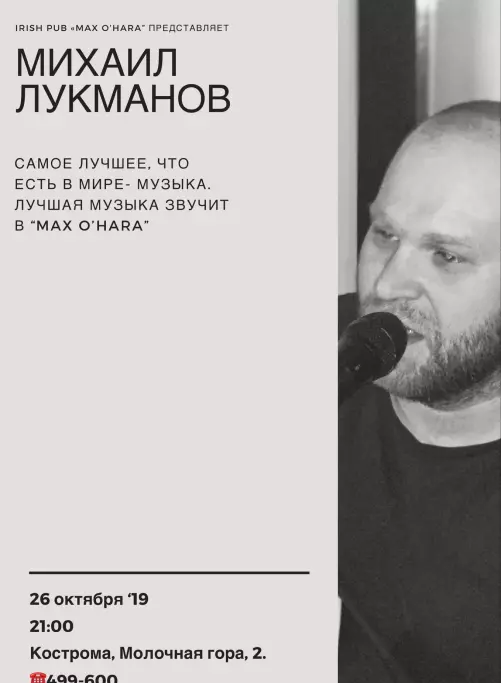 IRISH PUB «MAX O'HARA" ПРЕДСТАВЛЯЕТ
МИХАИЛ
ЛУКМАНОВ
САМОЕ ЛУЧШЕЕ, ЧТО
ЕСТЬ В МИРЕ- МУЗЫКА.
ЛУЧШАЯ МУЗЫКА ЗВУЧИТ
В “MAX O’HARA”
26 октября ‘19
21:00
Кострома, Молочная гора, 2.
☎️499-600